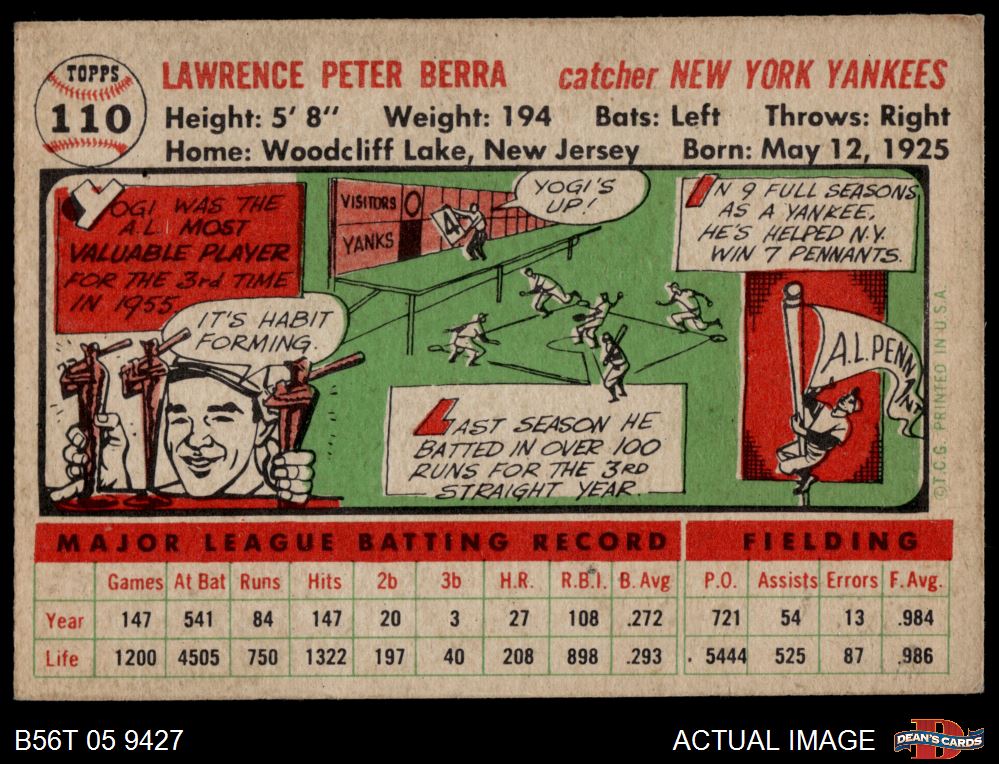 TOPPS
110
LAWRENCE PETER BERRA catcher NEW YORK YANKEES
Height: 5' 8" Weight: 194 Bats: Left Throws: Right
Home: Woodcliff Lake, New Jersey Born: May 12, 1925
YOGI WAS THE
A.L. MOST
VALUABLE PLAYER
FOR THE 3rd TIME
IN 1955
IT'S HABIT
FORMING.
VISITORS 0
YANKS
4
YOGI'S
UP!
LAST SEASON HE
BATTED IN OVER 100
RUNS FOR THE 3RD
STRAIGHT YEAR
IN 9 FULL SEASONS
AS A YANKEE,
HE'S HELPED N.Y.
WIN 7 PENNANTS.
A.L. PENNANT
©T.C.G. PRINTED IN U.S.A.
MAJOR LEAGUE BATTING RECORD FIELDING
Games At Bat Runs Hits 2b 3b H.R. R.B.I. B. Avg P.O. Assists Errors F. Avg.
Year 147 541 84 147 20 3 27 108 .272 721 54 13 .984
Life 1200 4505 750 1322 197 40 208 898 .293 5444 525 87 .986
B56T 05 9427 ACTUAL IMAGE DEAN'S CARDS